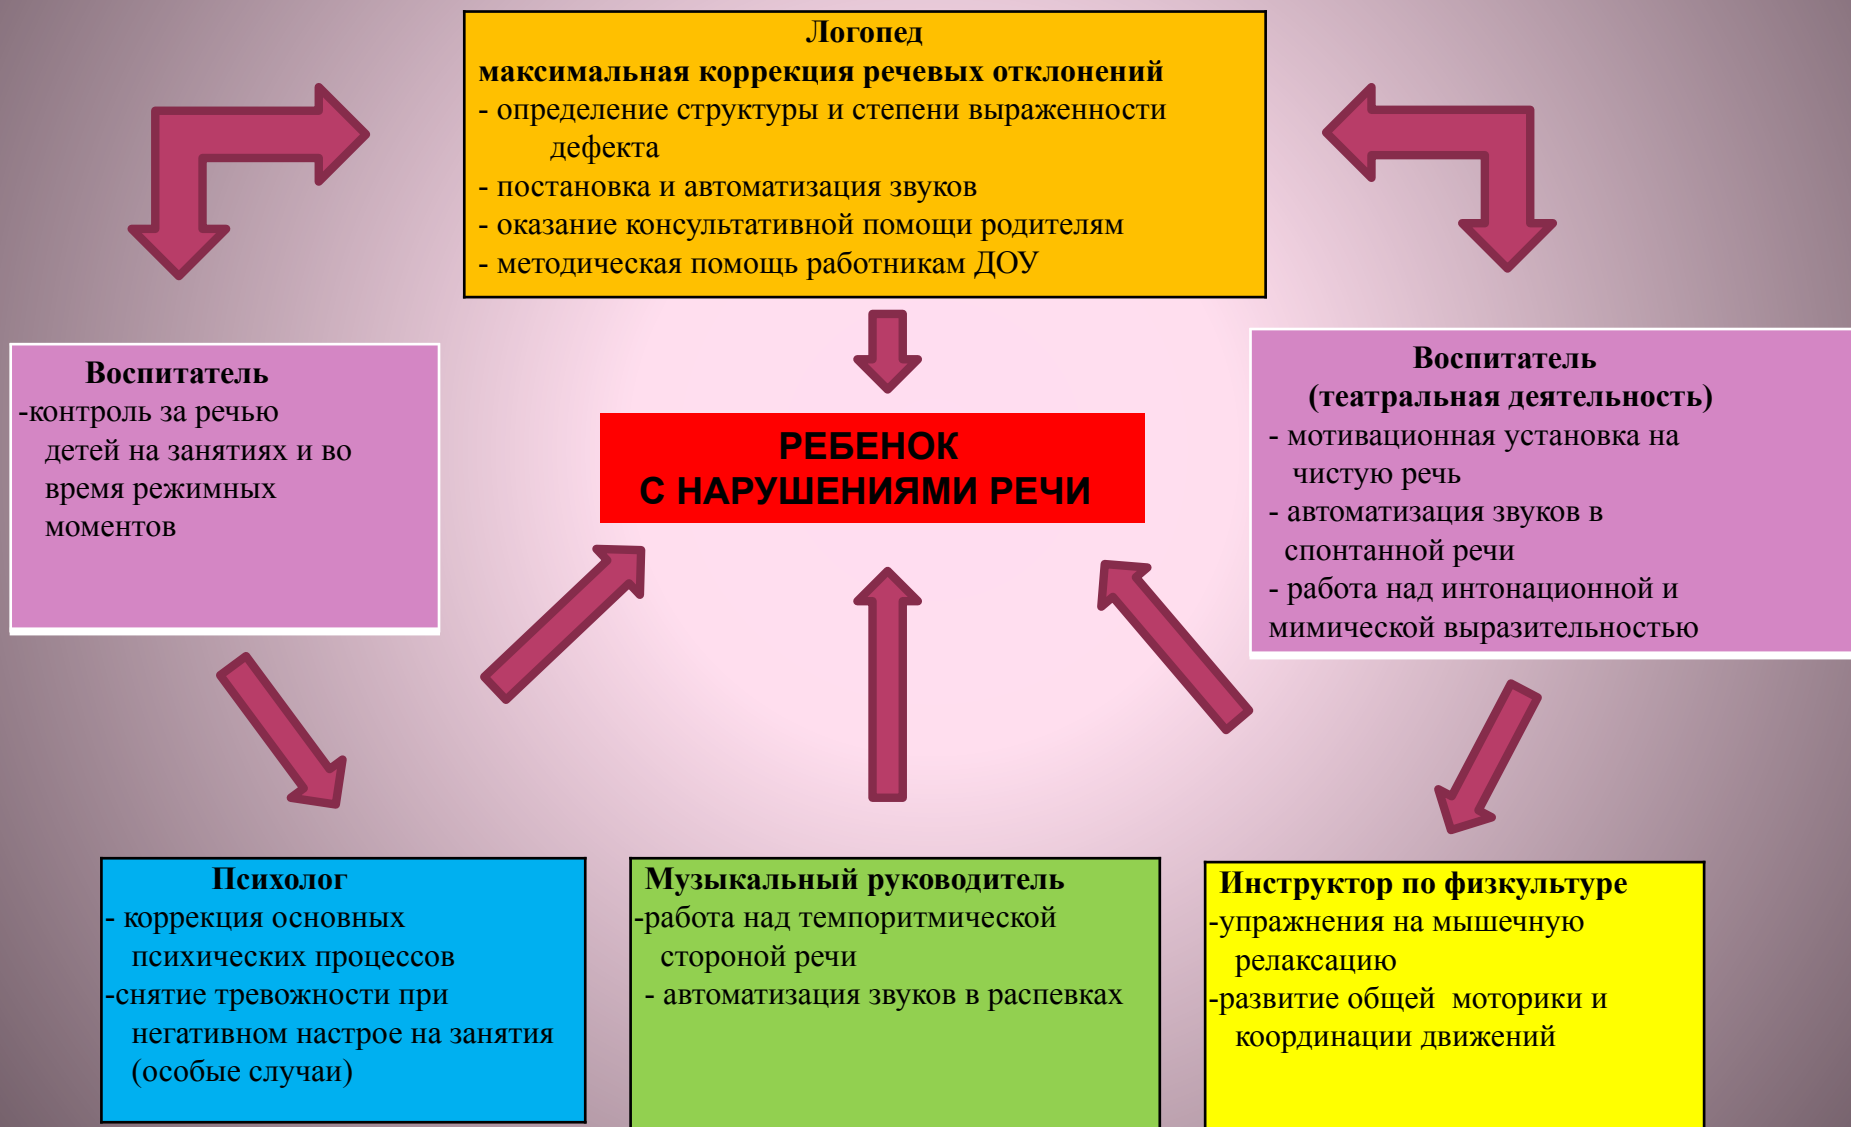 Логопед
максимальная коррекция речевых отклонений
- определение структуры и степени выраженности
дефекта
- постановка и автоматизация звуков
- оказание консультативной помощи родителям
- методическая помощь работникам ДОУ
Воспитатель
-контроль за речью
детей на занятиях и во
время режимных
моментов
РЕБЕНОК
С НАРУШЕНИЯМИ РЕЧИ
Воспитатель
(театральная деятельность)
- мотивационная установка на
чистую речь
- автоматизация звуков в
спонтанной речи
- работа над интонационной и
мимической выразительностью
Психолог
- коррекция основных
психических процессов
-снятие тревожности при
негативном настрое на занятия
(особые случаи)
Музыкальный руководитель
-работа над темпоритмической
стороной речи
- автоматизация звуков в распевках
Инструктор по физкультуре
-упражнения на мышечную
релаксацию
-развитие общей  моторики и
координации движений